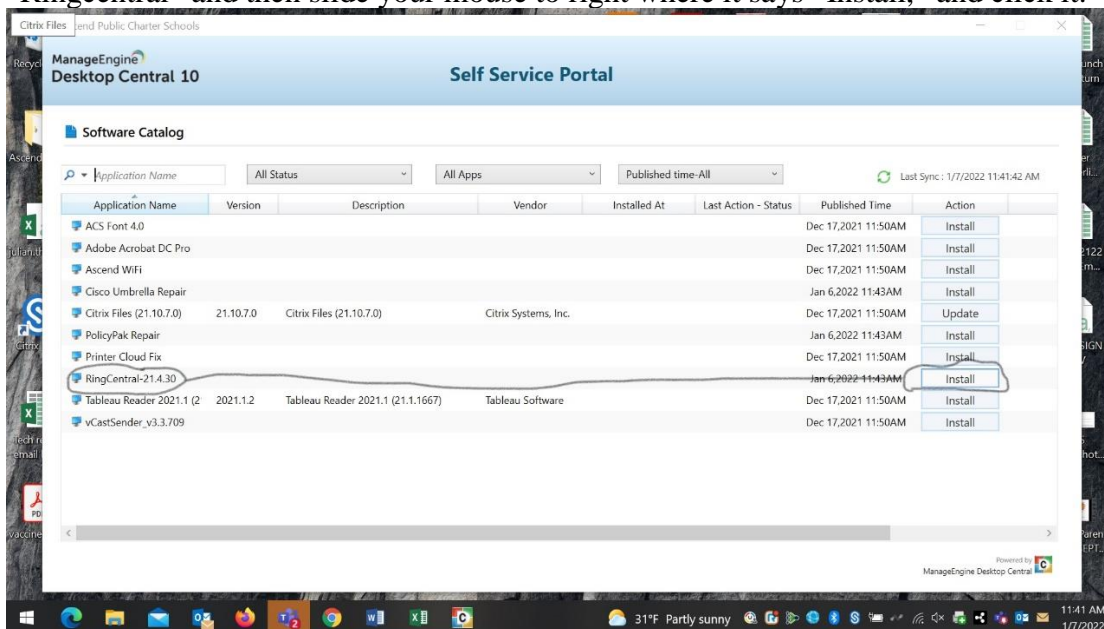 "Ringcentral" and then slide your mouse to right where it says "Install," and click it.
Citrix Files
end Public Charter Schools
ManageEngine
Desktop Central 10
Self Service Portal
Software Catalog
Application Name
All Status
All Apps
Published time-All
Last Sync : 1/7/2022 11:41:42 AM
Application Name Version Description Vendor Installed At Last Action - Status Published Time Action
ACS Font 4.0 Dec 17,2021 11:50AM Install
Adobe Acrobat DC Pro Dec 17,2021 11:50AM Install
Ascend WiFi Dec 17,2021 11:50AM Install
Cisco Umbrella Repair Jan 6,2022 11:43AM Install
Citrix Files (21.10.7.0) 21.10.7.0 Citrix Files (21.10.7.0) Citrix Systems, Inc. Dec 17,2021 11:50AM Update
PolicyPak Repair Jan 6,2022 11:43AM Install
Printer Cloud Fix Dec 17,2021 11:50AM Install
RingCentral-21.4.30 Jan 6,2022 11:43AM Install
Tableau Reader 2021.1 (2 2021.1.2 Tableau Reader 2021.1 (21.1.1667) Tableau Software Dec 17,2021 11:50AM Install
vCastSender_v3.3.709 Dec 17,2021 11:50AM Install
Powered by
ManageEngine Desktop Central
Recycl
Ascend
julian.th
Citrix
Tech r
email
PD
vaccine
unch
turn
2122
SIGN
hot...
Paren
EPT...
31°F Partly sunny
11:41 AM
1/7/2022